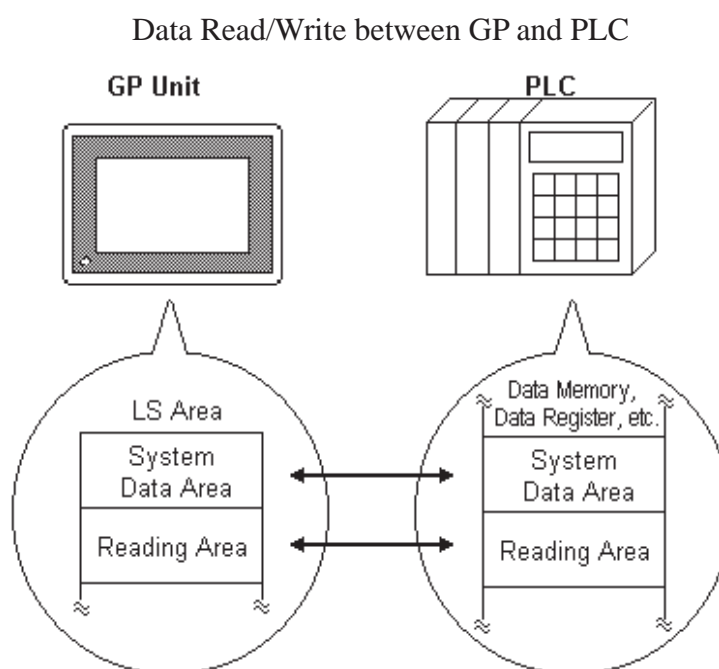 Data Read/Write between GP and PLC
GP Unit
PLC
LS Area
System
Data Area
Reading Area
Data Memory,
Data Register, etc.
System
Data Area
Reading Area